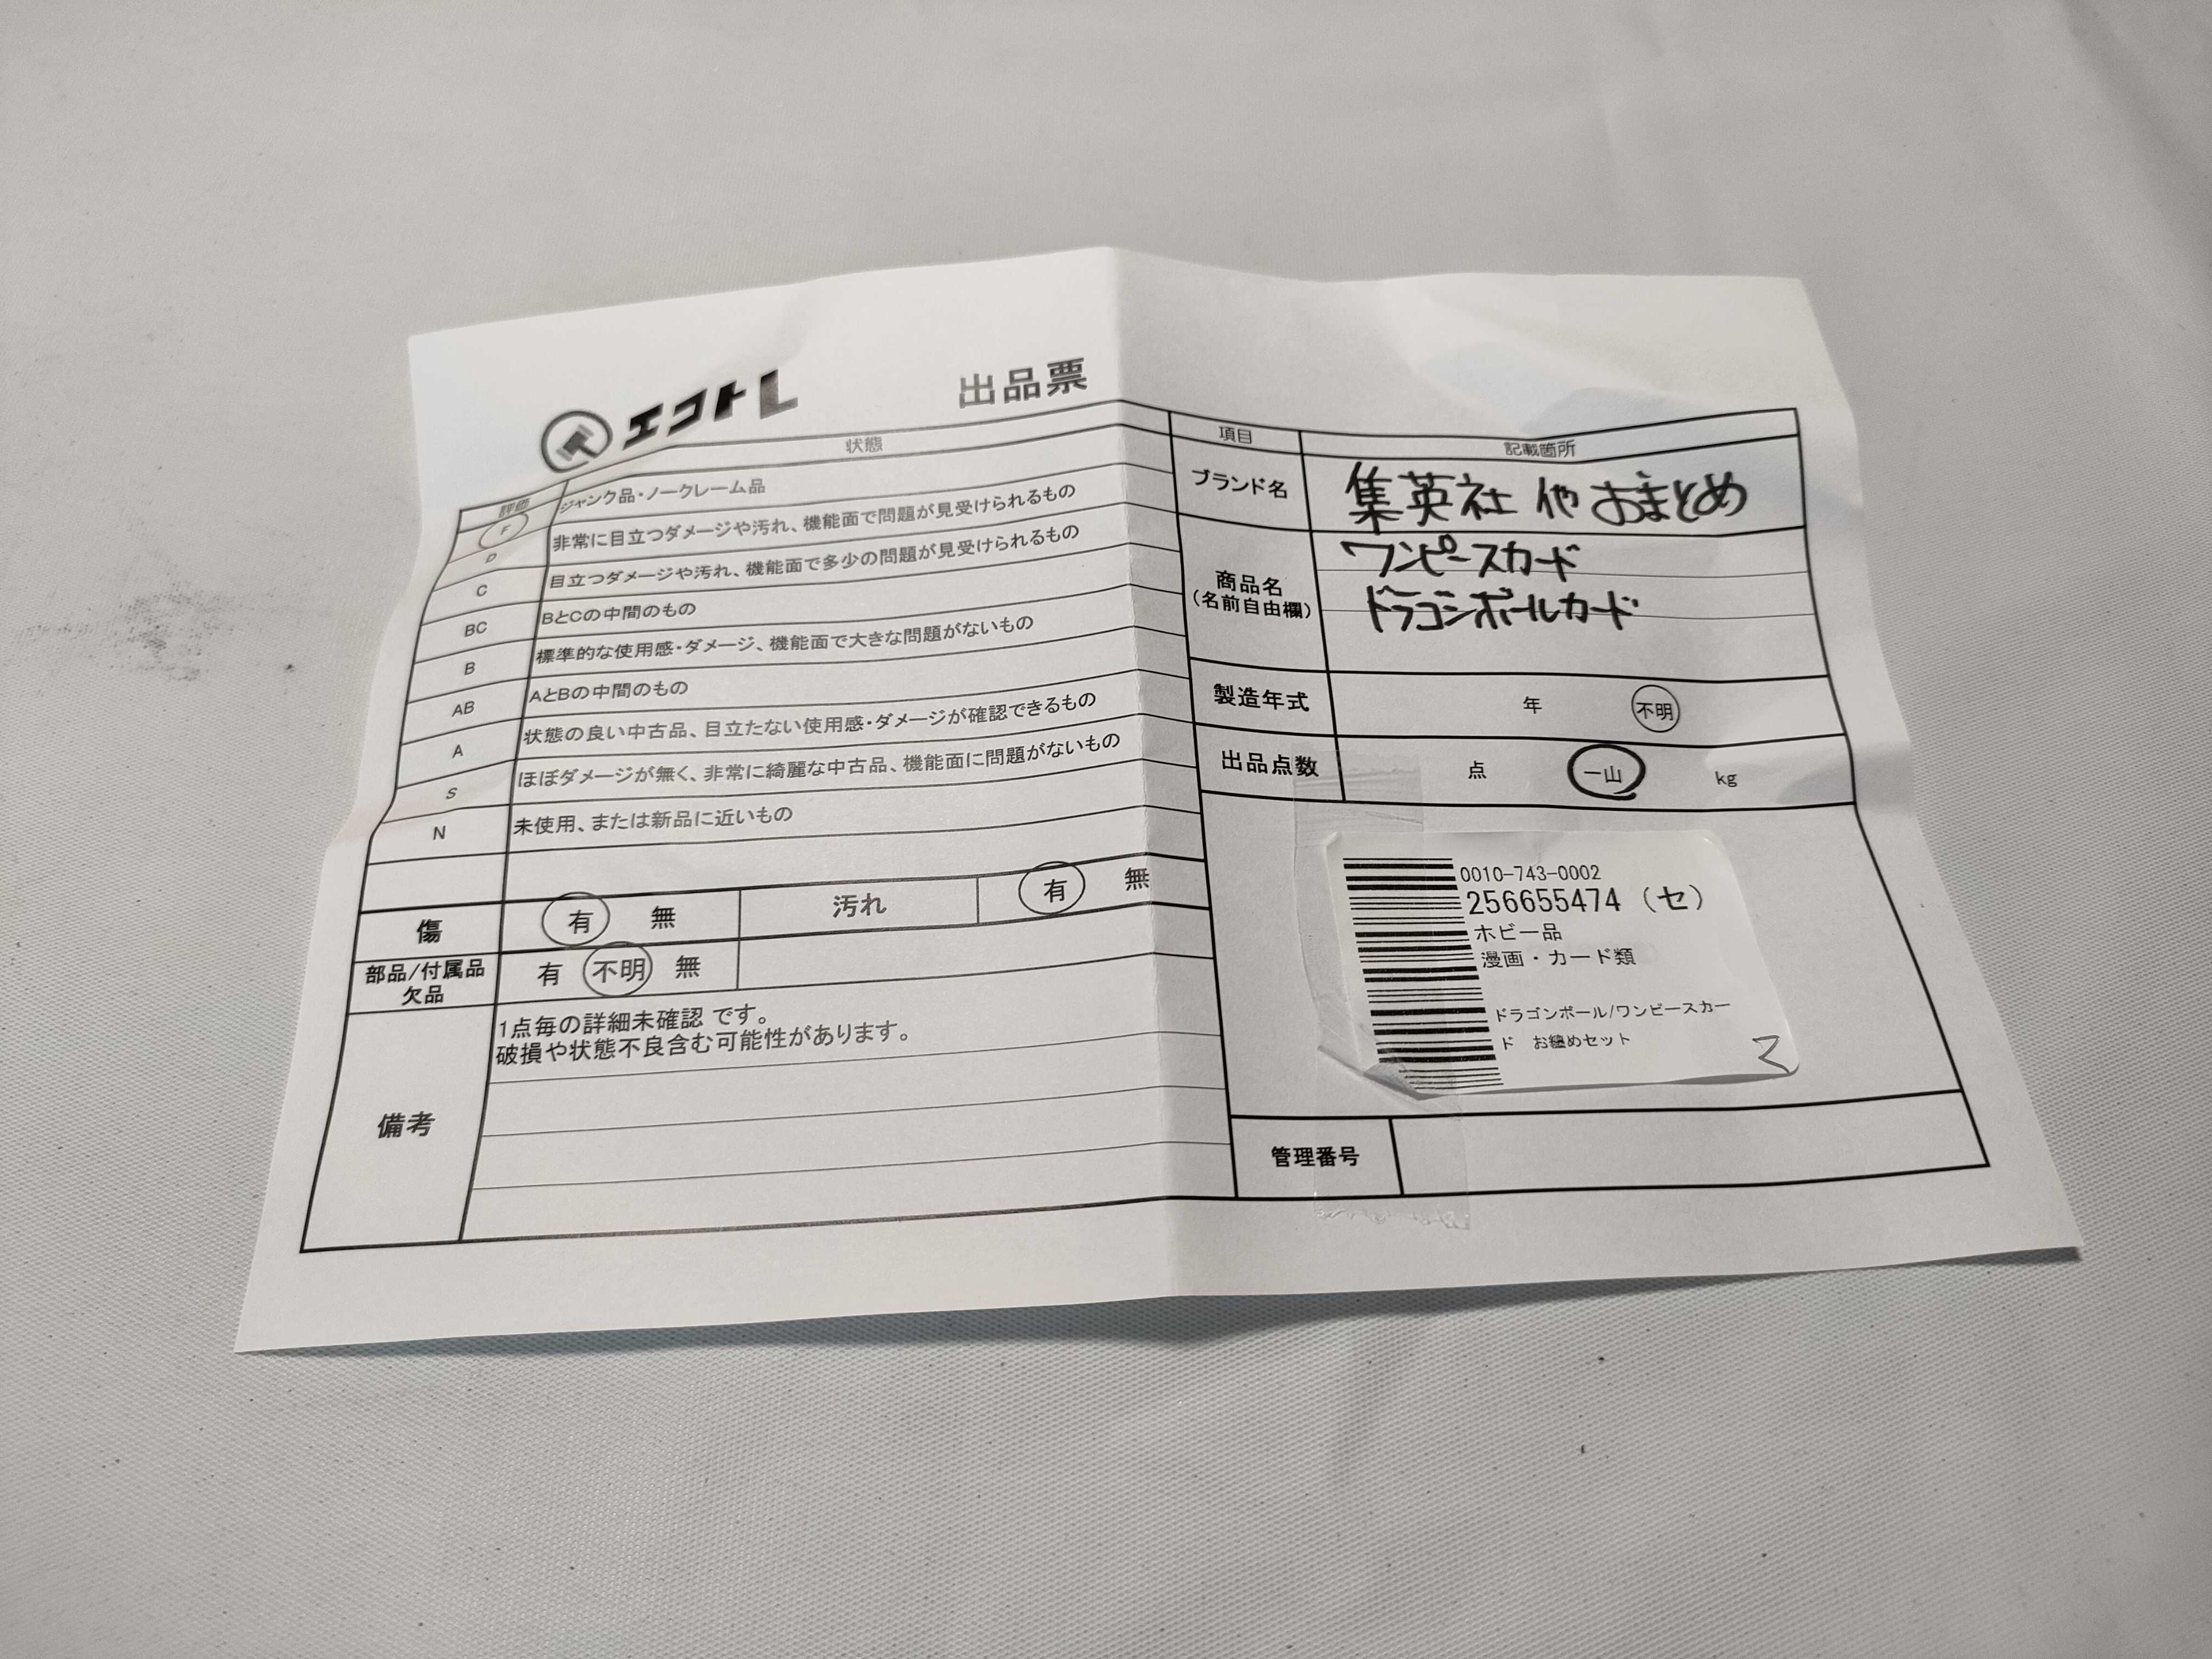 エコトレ 出品票
評価 状態
F ジャンク品・ノークレーム品
D 非常に目立つダメージや汚れ、機能面で問題が見受けられるもの
C 目立つダメージや汚れ、機能面で多少の問題が見受けられるもの
BC BとCの中間のもの
B 標準的な使用感・ダメージ、機能面で大きな問題がないもの
AB AとBの中間のもの
A 状態の良い中古品、目立たない使用感・ダメージが確認できるもの
S ほぼダメージが無く、非常に綺麗な中古品、機能面に問題がないもの
N 未使用、または新品に近いもの
傷 有 無 汚れ 有 無
部品/付属品 有 不明 無
欠品
備考
1点毎の詳細未確認 です。
破損や状態不良含む可能性があります。
項目 記載箇所
ブランド名 集英社 他 おまとめ
商品名
(名前自由欄)
ワンピースカード
ドラゴンボールカード
製造年式 年 不明
出品点数 点 一山 kg
0010-743-0002
256655474 (セ)
ホビー品
漫画・カード類
ドラゴンボール/ワンピースカー
ド お纏めセット
管理番号